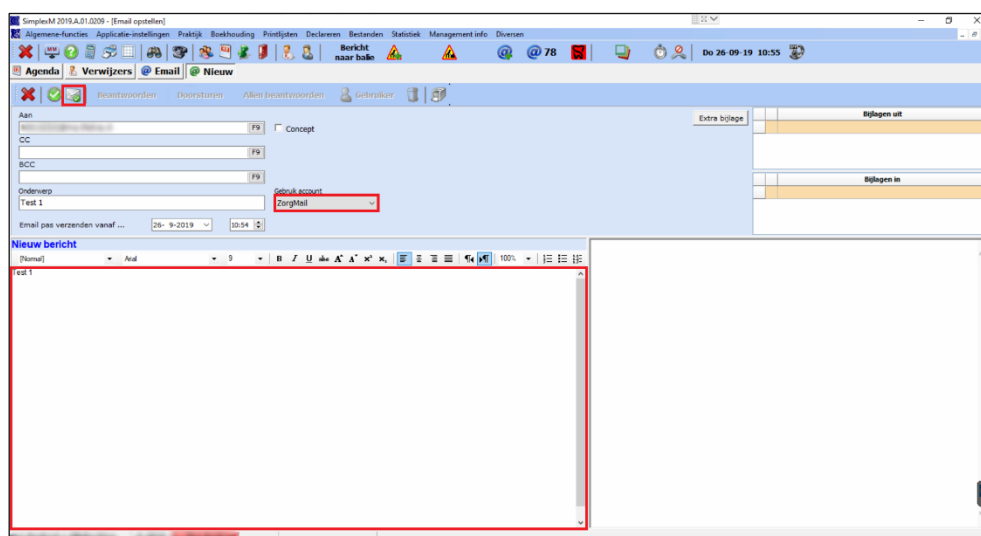 SimplexM 2019.A.01.0209 - [Email opstellen]
Algemene-functies Applicatie-instellingen Praktijk Boekhouding Printlijsten Declareren Bestanden Statistiek Management info Diversen
Bericht naar balie @ 78 Do 26-09-19 10:55
Agenda Verwijzers Email Nieuw
Beantwoorden Doorsturen Allen beantwoorden Gebruiker
Aan
F9 Concept Extra bijlage Bijlagen uit
CC
F9
BCC
F9 Bijlagen in
Onderwerp Gebruik account
Test 1 ZorgMail
Email pas verzenden vanaf ... 26- 9-2019 10:54
Nieuw bericht
[Normal] Arial 9 B I U abc A A x² x₂ 100%
Test 1